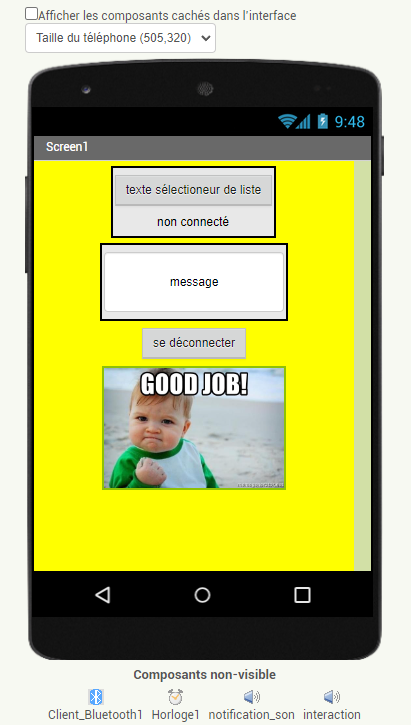 Afficher les composants cachés dans l'interface
Taille du téléphone (505,320)
9:48
Screen1
texte sélectioneur de liste
non connecté
message
se déconnecter
GOOD JOB!
Composants non-visible
Client_Bluetooth1 Horloge1 notification_son interaction